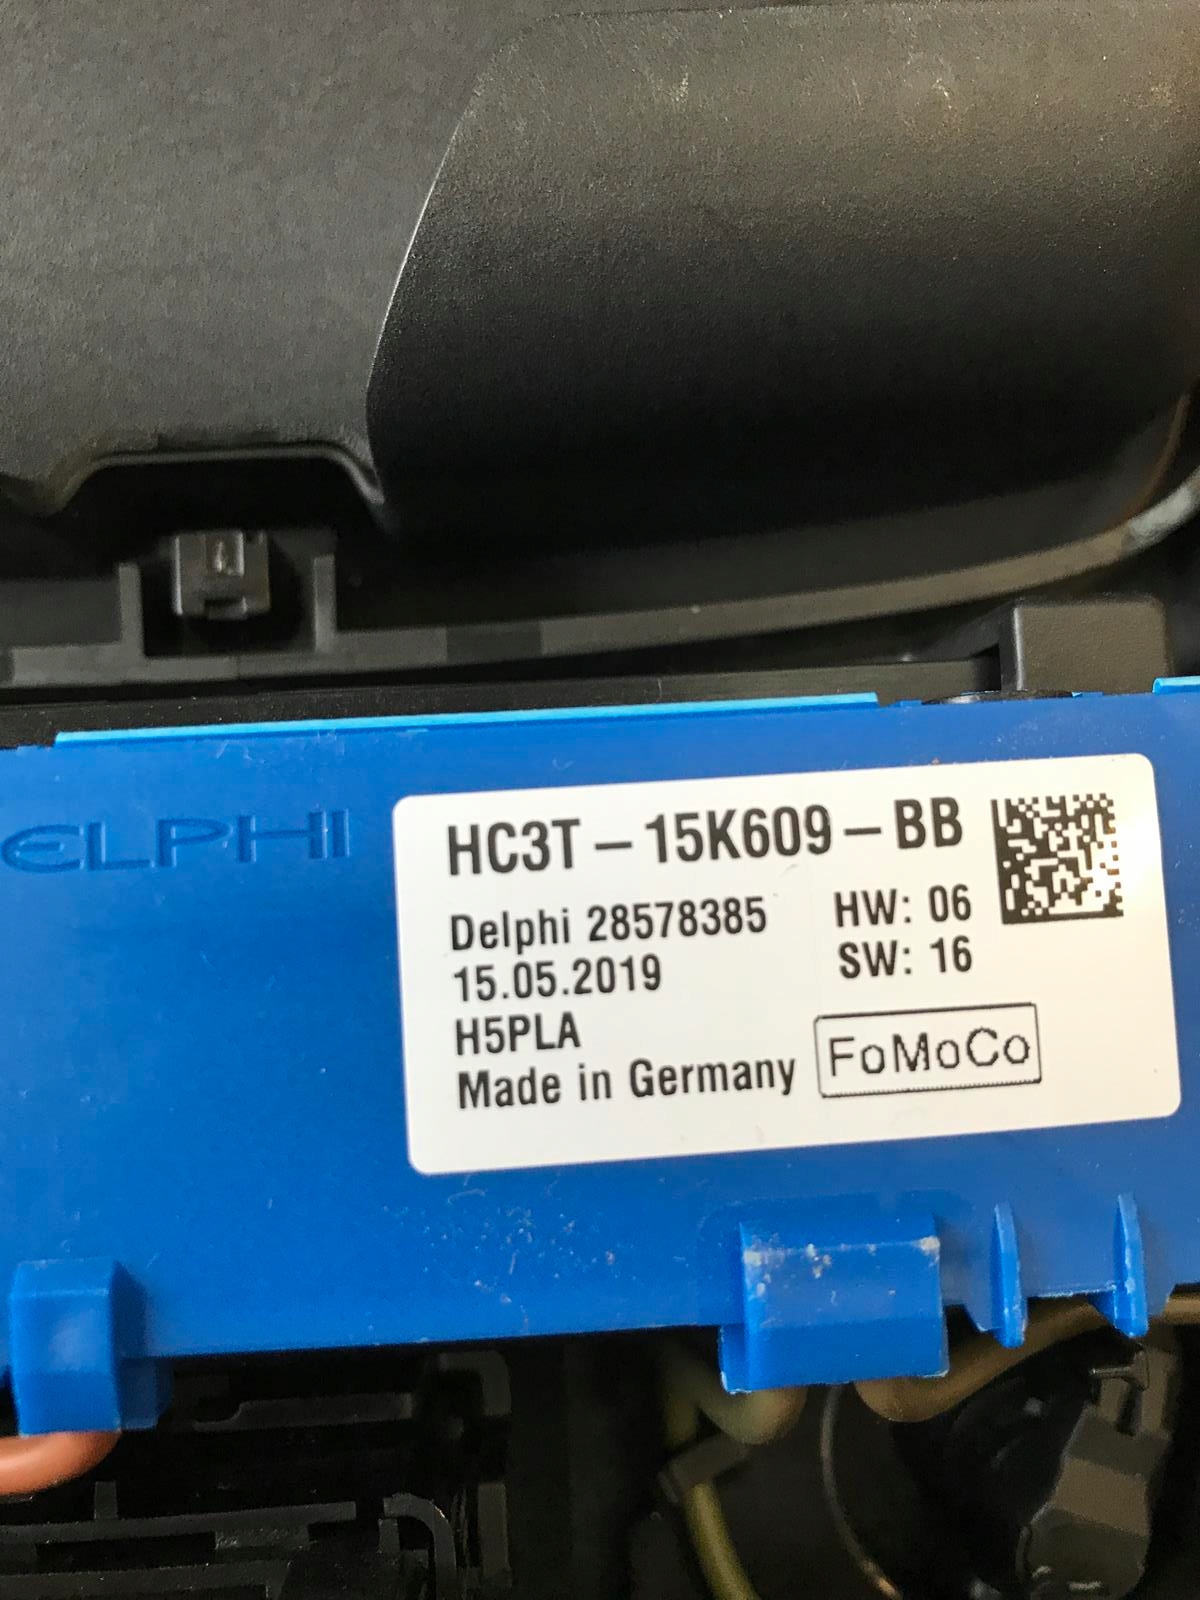 ELPHI
HC3T – 15K609 – BB
Delphi 28578385
HW: 06
15.05.2019
SW: 16
H5PLA
Made in Germany
FoMoCo